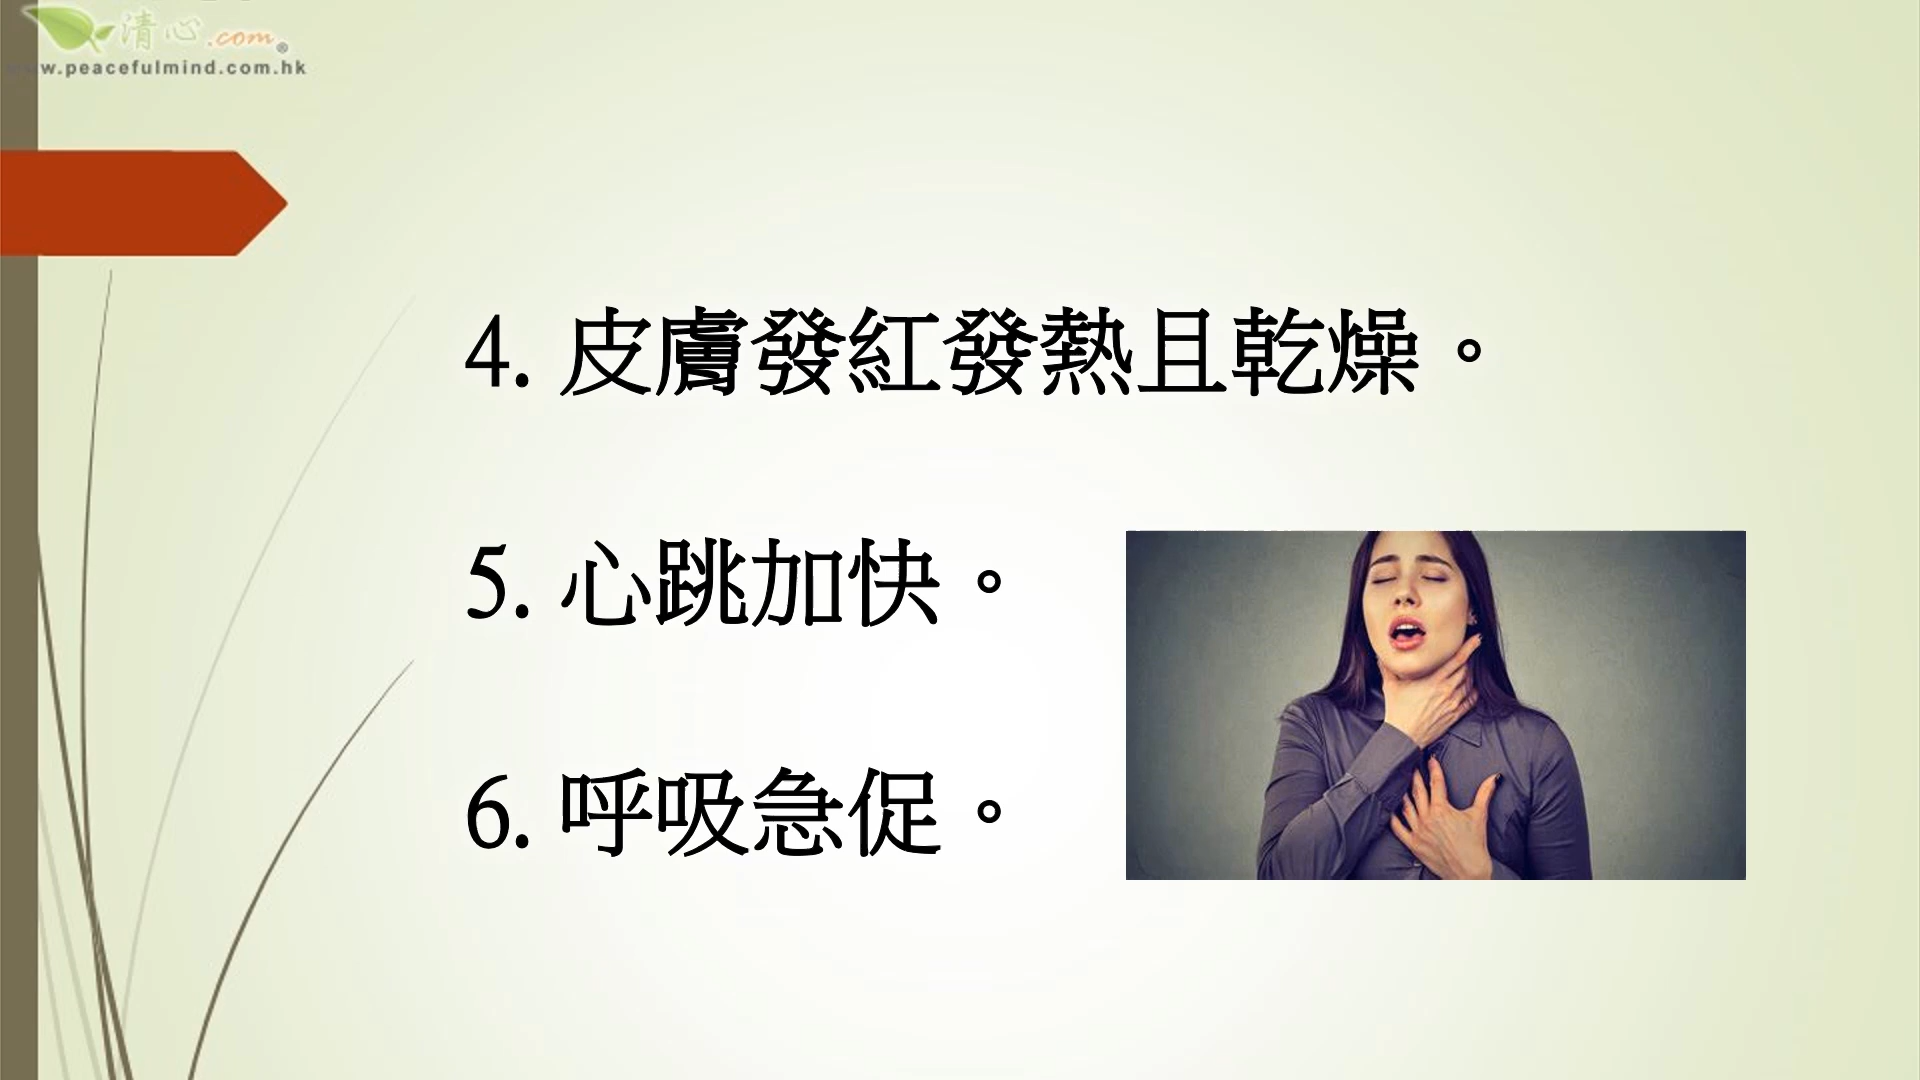 清心.com®
www.peacefulmind.com.hk
4. 皮膚發紅發熱且乾燥。
5. 心跳加快。
6. 呼吸急促。